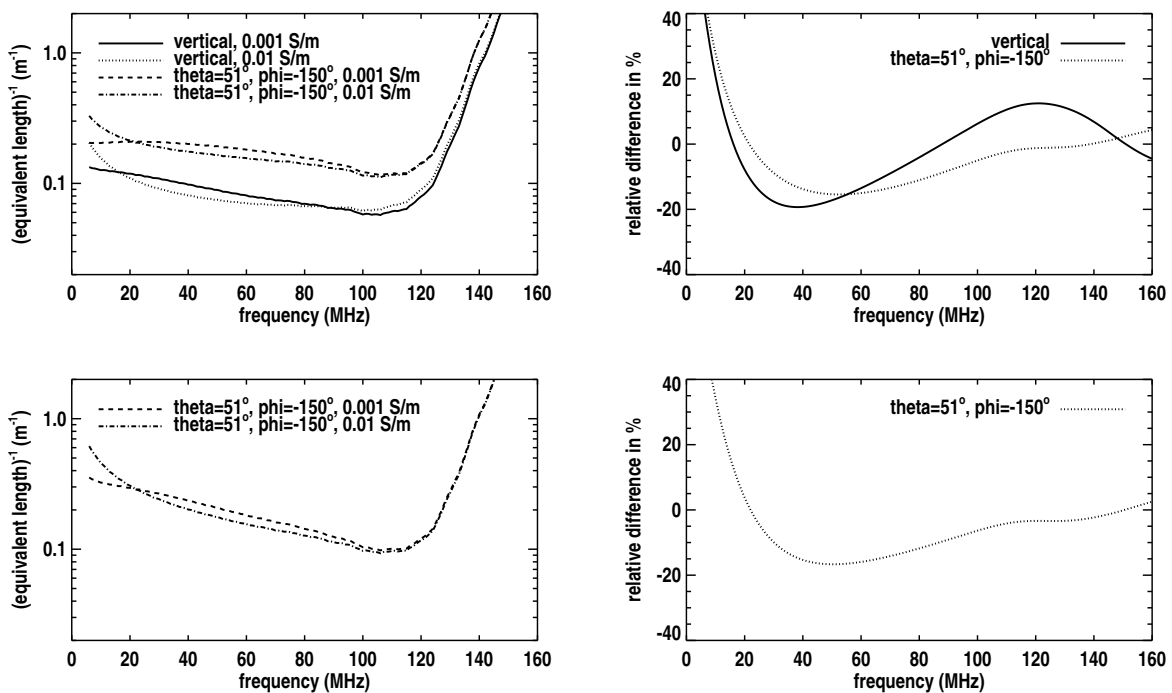 (equivalent length)⁻¹ (m⁻¹)
1.0
0.1
vertical, 0.001 S/m
vertical, 0.01 S/m
theta=51°, phi=-150°, 0.001 S/m
theta=51°, phi=-150°, 0.01 S/m
0 20 40 60 80 100 120 140 160
frequency (MHz)
relative difference in %
40
20
0
-20
-40
vertical
theta=51°, phi=-150°
0 20 40 60 80 100 120 140 160
frequency (MHz)
(equivalent length)⁻¹ (m⁻¹)
1.0
0.1
theta=51°, phi=-150°, 0.001 S/m
theta=51°, phi=-150°, 0.01 S/m
0 20 40 60 80 100 120 140 160
frequency (MHz)
relative difference in %
40
20
0
-20
-40
theta=51°, phi=-150°
0 20 40 60 80 100 120 140 160
frequency (MHz)